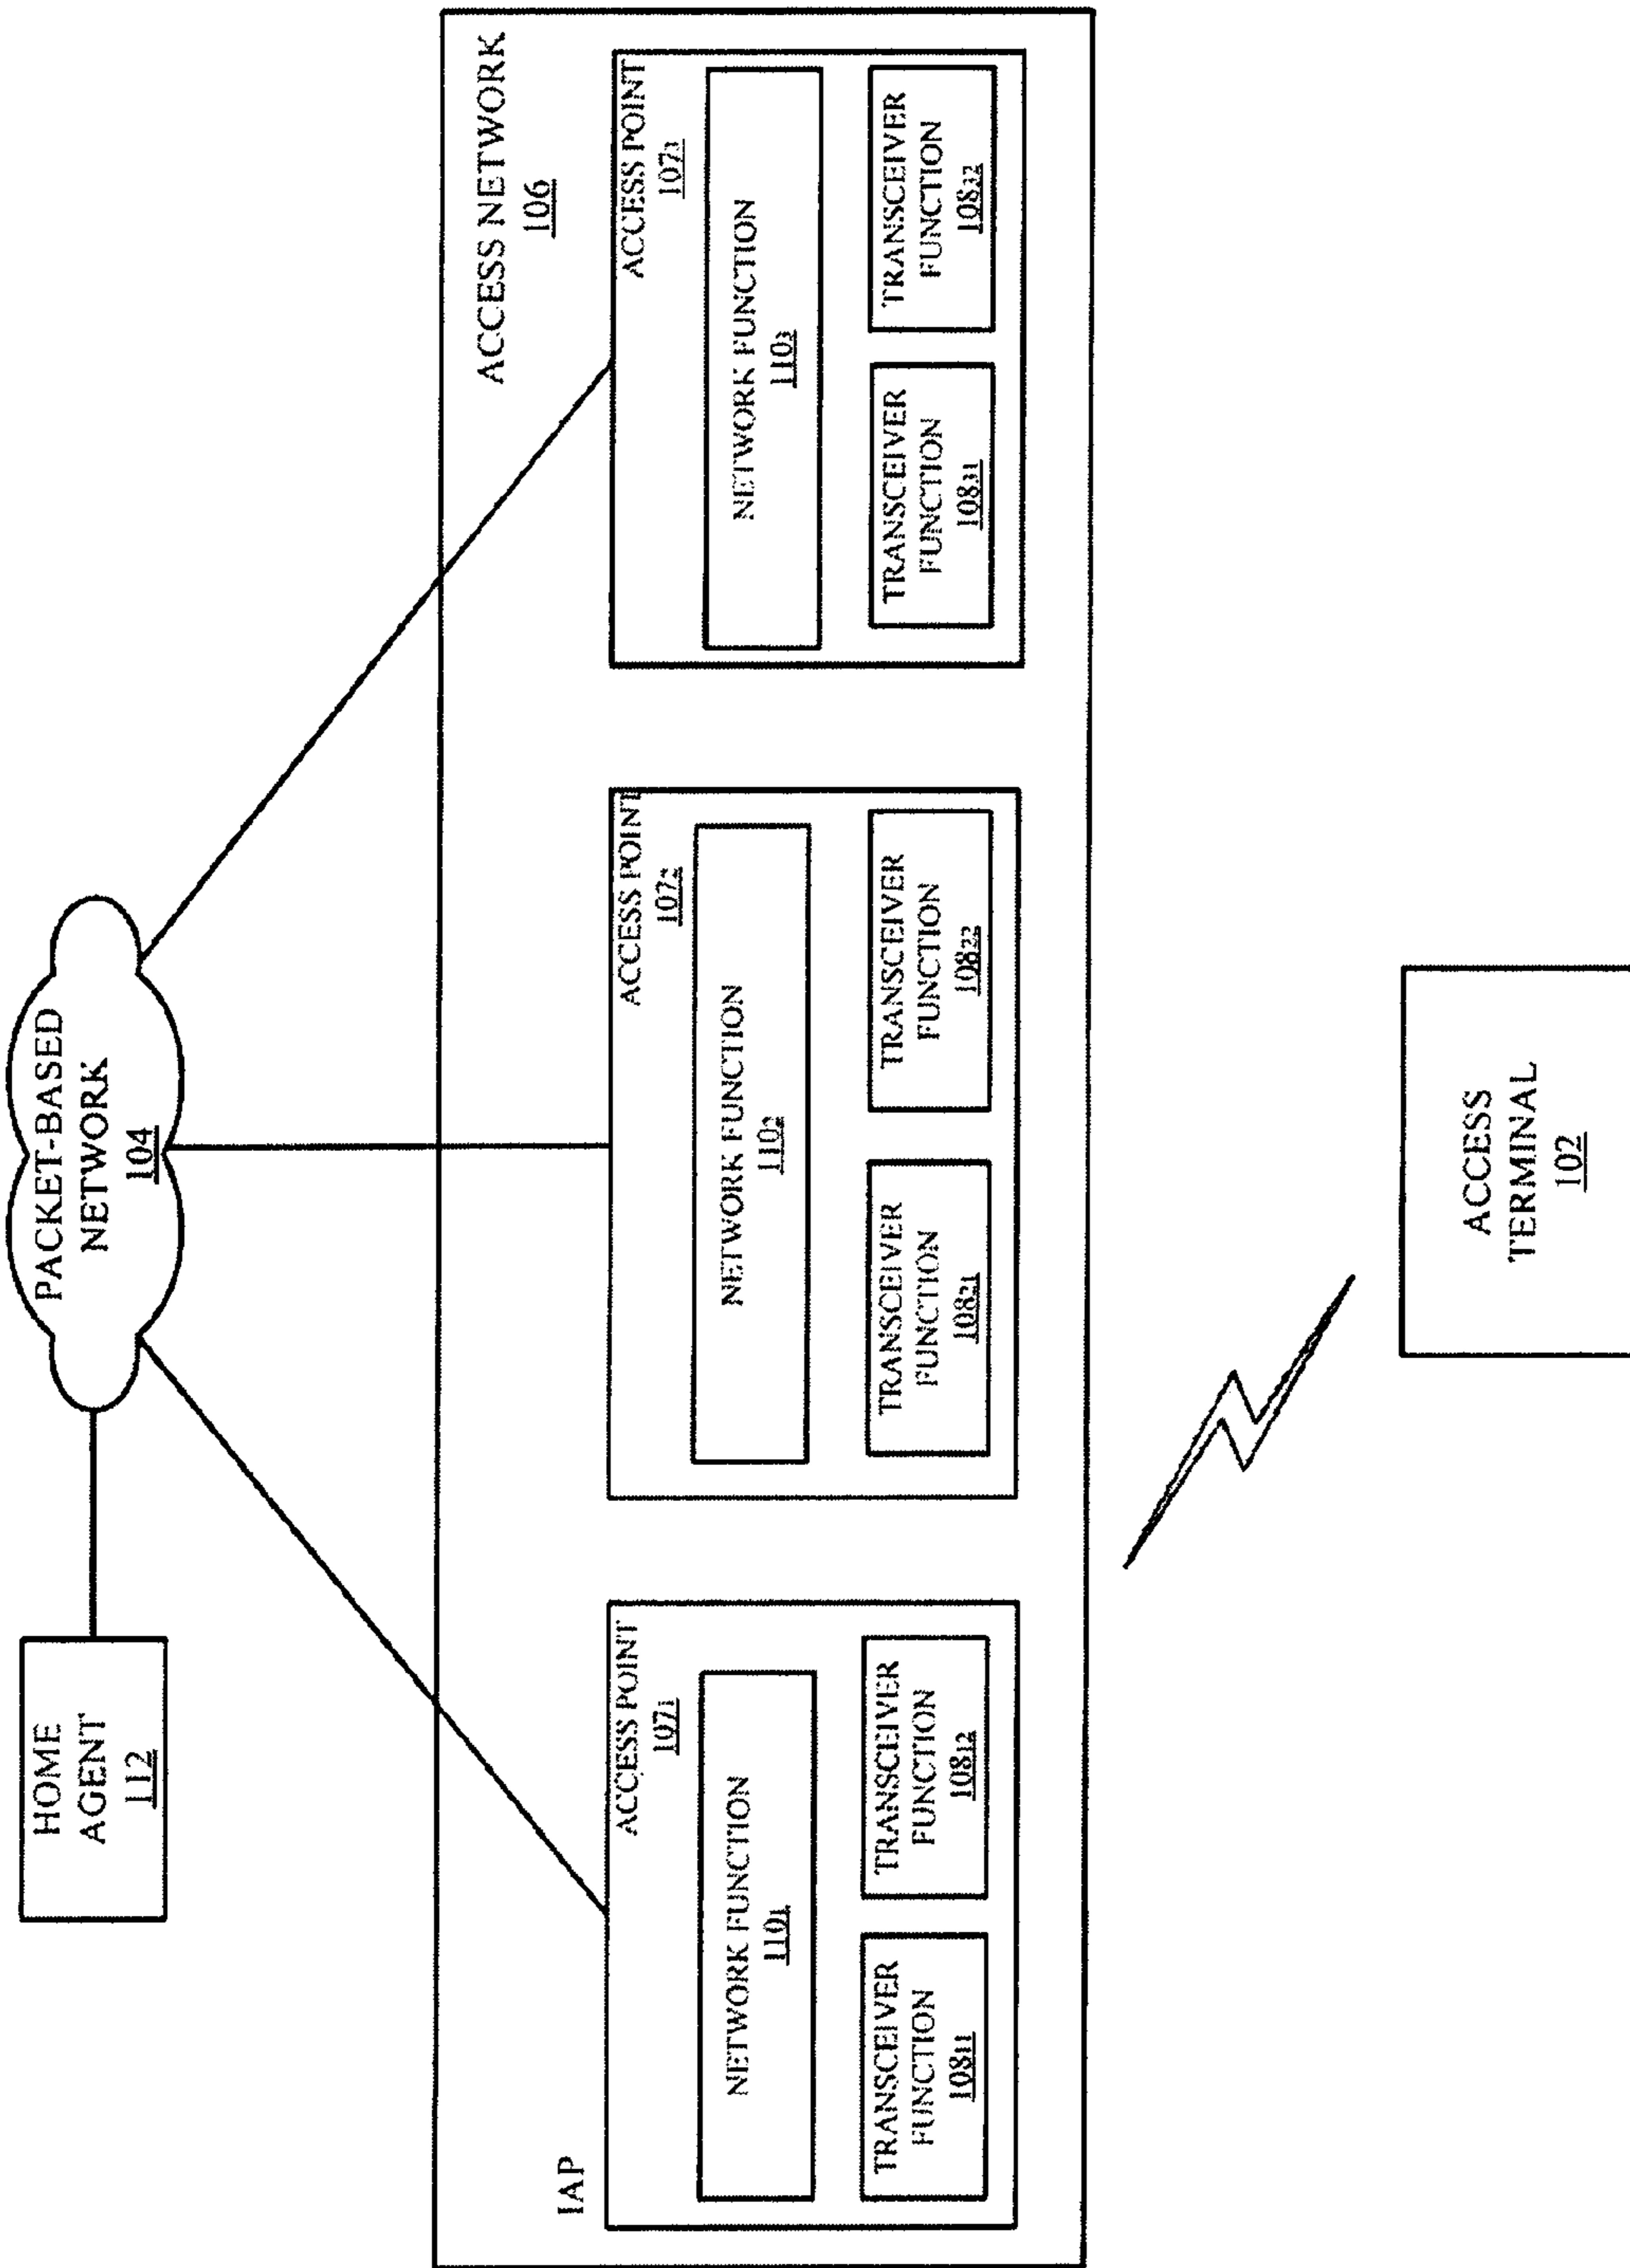 HOME
AGENT
112
PACKET-BASED
NETWORK
104
ACCESS NETWORK
106
IAP
ACCESS POINT
107₁
NETWORK FUNCTION
110₁
TRANSCEIVER
FUNCTION
108₁₁
TRANSCEIVER
FUNCTION
108₁₂
ACCESS POINT
107₂
NETWORK FUNCTION
110₂
TRANSCEIVER
FUNCTION
108₂₁
TRANSCEIVER
FUNCTION
108₂₂
ACCESS POINT
107₃
NETWORK FUNCTION
110₃
TRANSCEIVER
FUNCTION
108₃₁
TRANSCEIVER
FUNCTION
108₃₂
ACCESS
TERMINAL
102